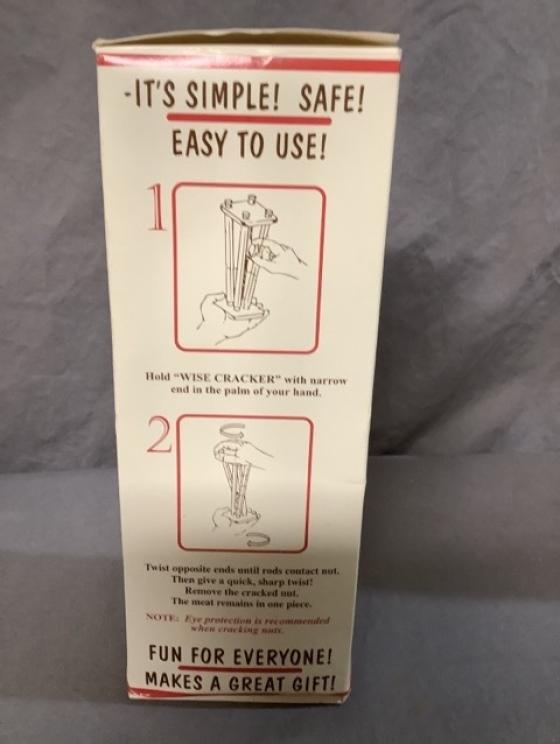 -IT'S SIMPLE! SAFE!
EASY TO USE!
1
Hold "WISE CRACKER" with narrow
end in the palm of your hand.
2
Twist opposite ends until rods contact nut.
Then give a quick, sharp twist!
Remove the cracked nut.
The meat remains in one piece.
NOTE: Eye protection is recommended
when cracking nuts.
FUN FOR EVERYONE!
MAKES A GREAT GIFT!